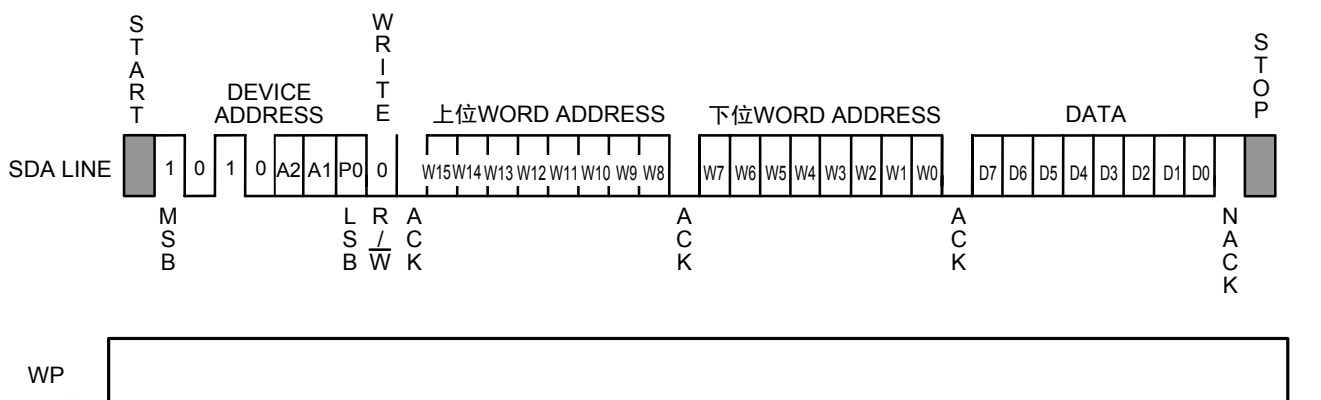 START
WRITE
STOP
DEVICE
ADDRESS
上位WORD ADDRESS
下位WORD ADDRESS
DATA
SDA LINE
1 0 1 0 A2 A1 P0 0 W15 W14 W13 W12 W11 W10 W9 W8 W7 W6 W5 W4 W3 W2 W1 W0 D7 D6 D5 D4 D3 D2 D1 D0
MSB
LSB
R/W
ACK
ACK
ACK
NACK
WP